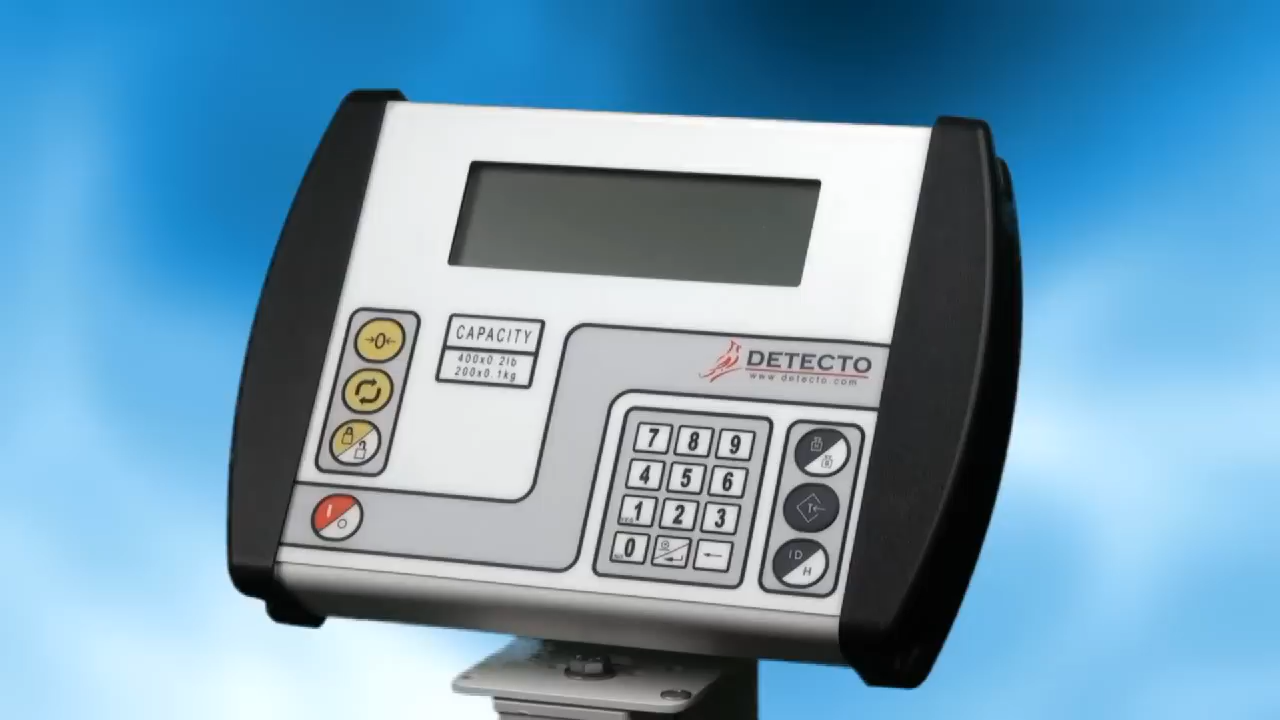 →0←
CAPACITY
400x0.2lb
200x0.1kg
DETECTO
www.detecto.com
7 8 9
4 5 6
1 2 3
0
I
O
N
T←
ID
H